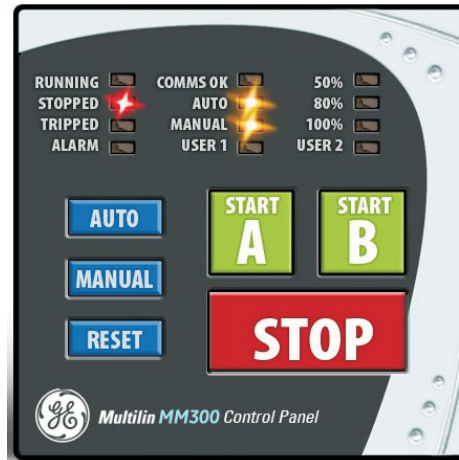 RUNNING COMMS OK 50%
STOPPED AUTO 80%
TRIPPED MANUAL 100%
ALARM USER 1 USER 2
AUTO
START A
START B
MANUAL
RESET
STOP
GE
Multilin MM300 Control Panel